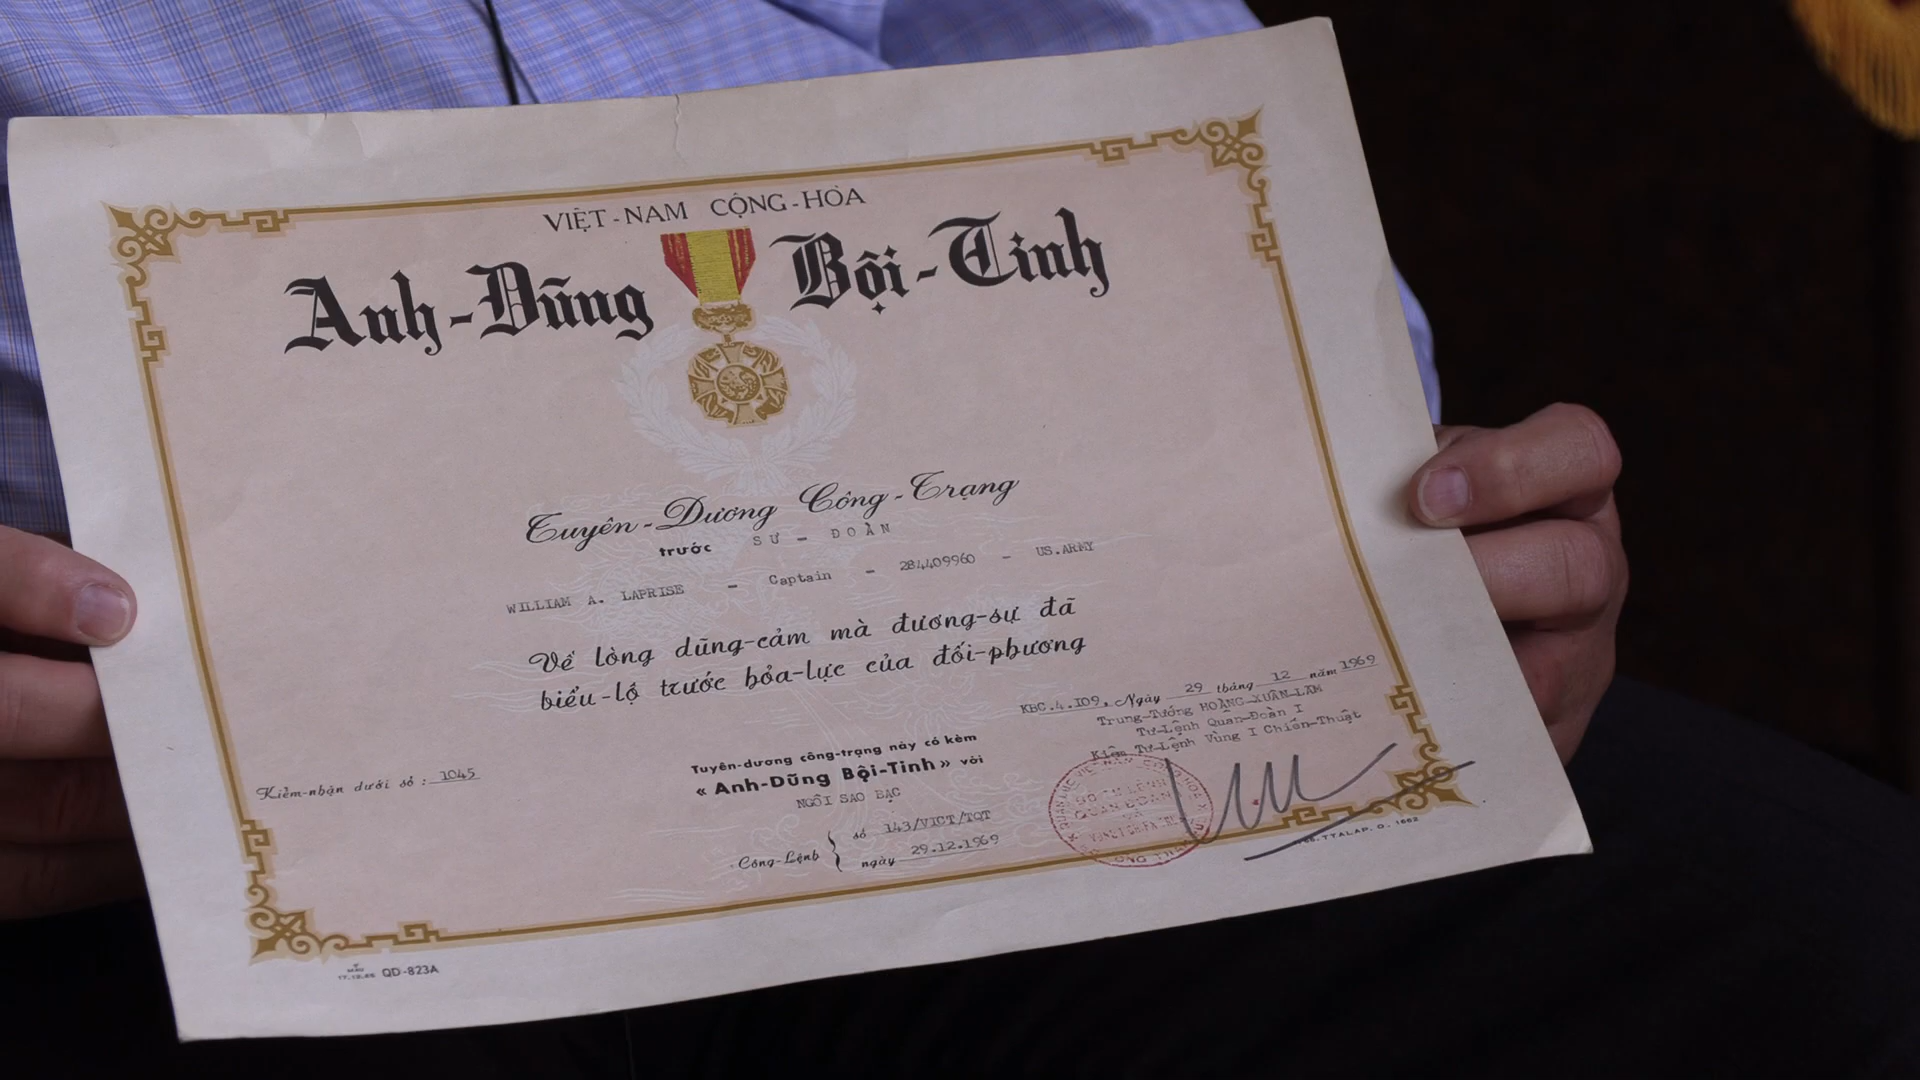 VIỆT-NAM CỘNG-HÒA
Anh-Dũng Bội-Tinh
Tuyên-Dương Công-Trạng
trước SƯ - ĐOÀN
WILLIAM A. LAPRISE - Captain - 284409960 - US.ARMY
Về lòng dũng-cảm mà đương-sự đã
biểu-lộ trước hỏa-lực của đối-phương
KBC.4.109, Ngày 29 tháng 12 năm 1969
Trung-Tướng HOÀNG-XUÂN-LÃM
Tư-Lệnh Quân-Đoàn I
Kiêm Tư-Lệnh Vùng I Chiến-Thuật
Kiểm-nhận dưới số : 1045
Tuyên-dương công-trạng này có kèm
« Anh-Dũng Bội-Tinh » với
NGÔI SAO BẠC
Công-Lệnh số 143/VICT/TQT
ngày 29.12.1969
QUÂN ĐOÀN
QD-823A